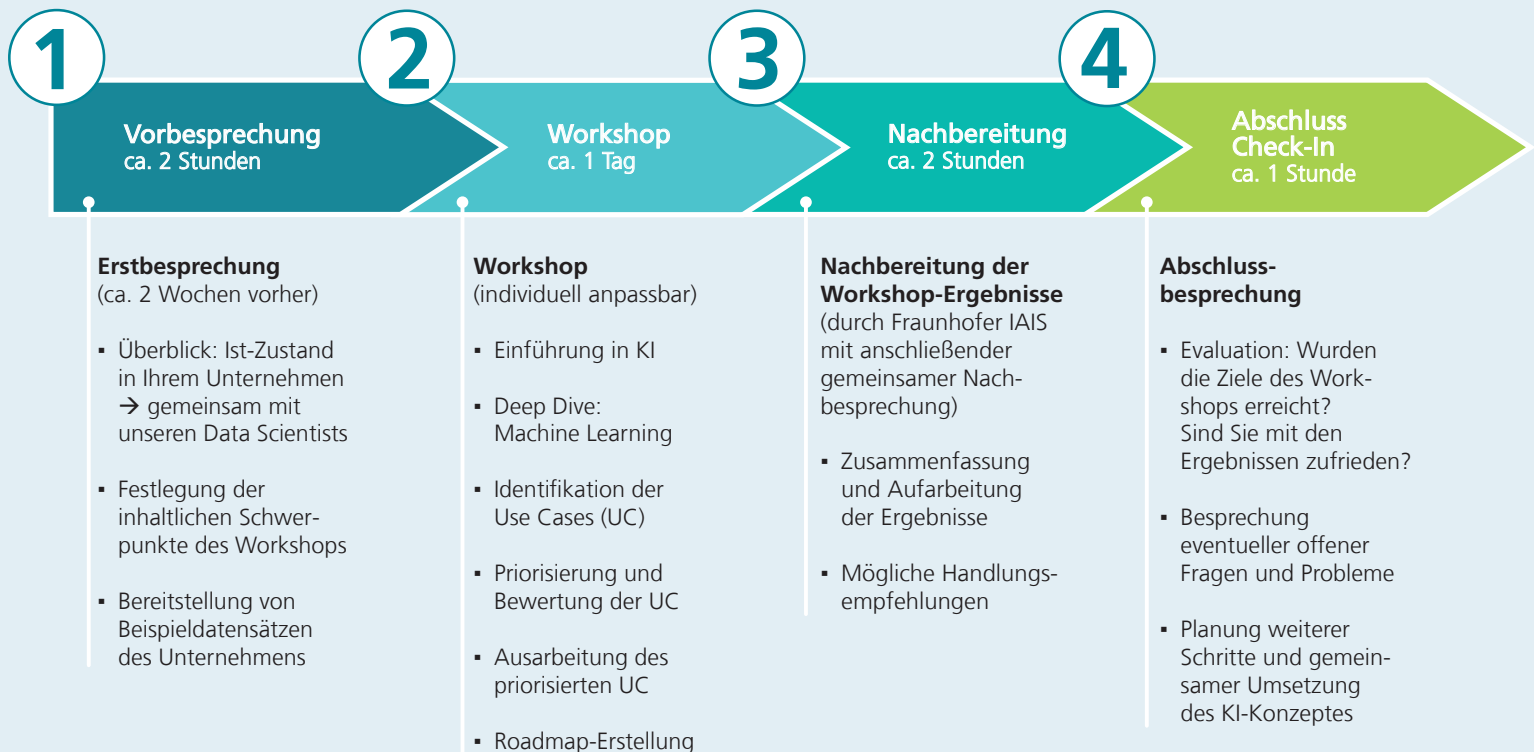 1
Vorbesprechung
ca. 2 Stunden
2
Workshop
ca. 1 Tag
3
Nachbereitung
ca. 2 Stunden
4
Abschluss
Check-In
ca. 1 Stunde
Erstbesprechung
(ca. 2 Wochen vorher)
▪ Überblick: Ist-Zustand
in Ihrem Unternehmen
→ gemeinsam mit
unseren Data Scientists
▪ Festlegung der
inhaltlichen Schwer-
punkte des Workshops
▪ Bereitstellung von
Beispieldatensätzen
des Unternehmens
Workshop
(individuell anpassbar)
▪ Einführung in KI
▪ Deep Dive:
Machine Learning
▪ Identifikation der
Use Cases (UC)
▪ Priorisierung und
Bewertung der UC
▪ Ausarbeitung des
priorisierten UC
▪ Roadmap-Erstellung
Nachbereitung der
Workshop-Ergebnisse
(durch Fraunhofer IAIS
mit anschließender
gemeinsamer Nach-
besprechung)
▪ Zusammenfassung
und Aufarbeitung
der Ergebnisse
▪ Mögliche Handlungs-
empfehlungen
Abschluss-
besprechung
▪ Evaluation: Wurden
die Ziele des Work-
shops erreicht?
Sind Sie mit den
Ergebnissen zufrieden?
▪ Besprechung
eventueller offener
Fragen und Probleme
▪ Planung weiterer
Schritte und gemein-
samer Umsetzung
des KI-Konzeptes